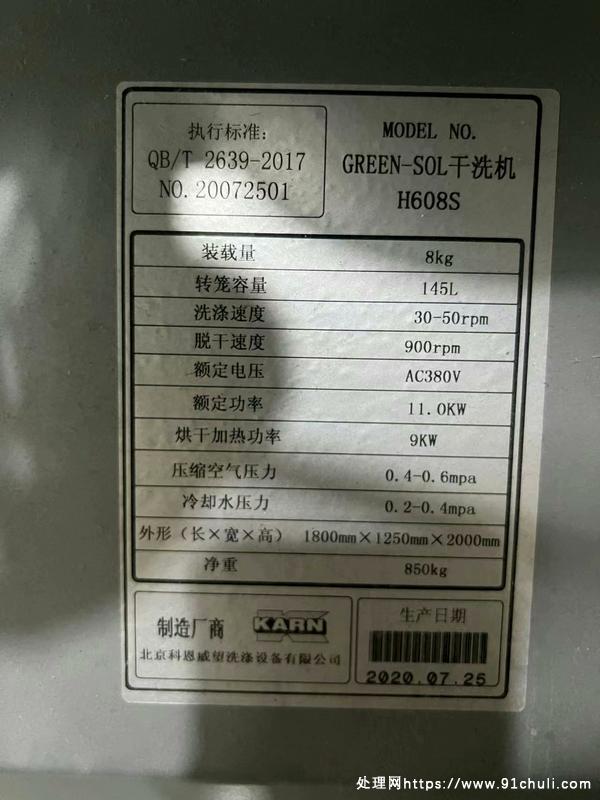 执行标准:
QB/T 2639-2017
NO.20072501
MODEL NO.
GREEN-SOL干洗机
H608S
装载量 8kg
转笼容量 145L
洗涤速度 30-50rpm
脱干速度 900rpm
额定电压 AC380V
额定功率 11.0KW
烘干加热功率 9KW
压缩空气压力 0.4-0.6mpa
冷却水压力 0.2-0.4mpa
外形（长×宽×高） 1800mm×1250mm×2000mm
净重 850kg
制造厂商 KARN
北京科恩威望洗涤设备有限公司
生产日期
2020.07.25
处理网https://www.91chuli.com